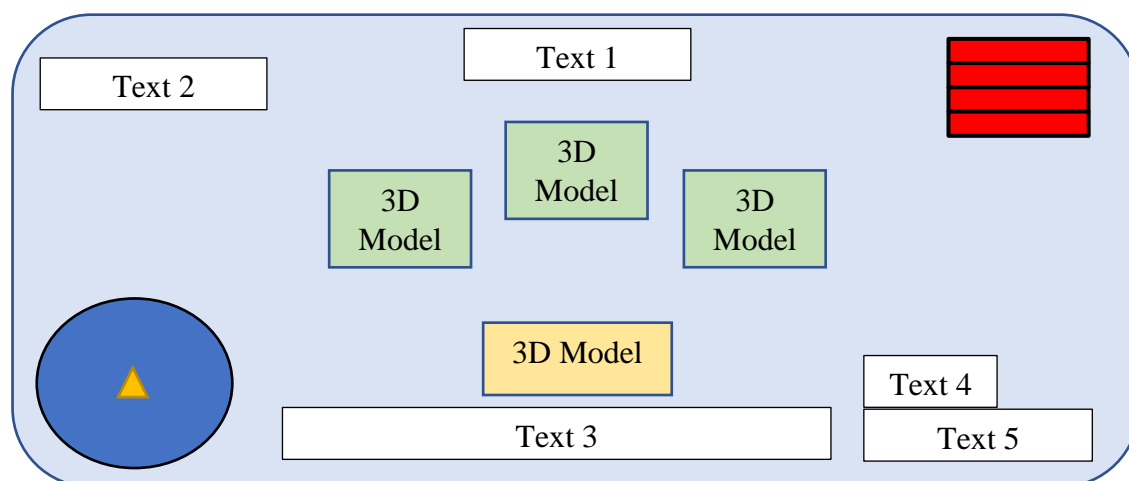 Text 1
Text 2
3D
Model
3D
Model
3D
Model
3D Model
Text 4
Text 3
Text 5